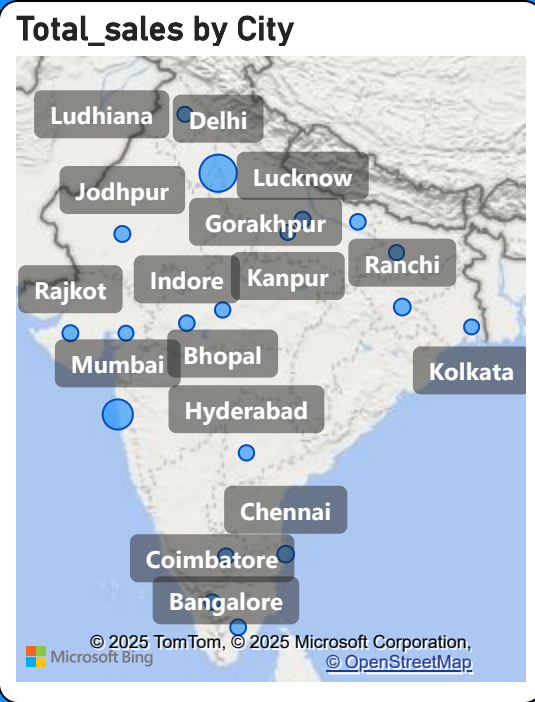 Total_sales by City
Ludhiana
Delhi
Lucknow
Jodhpur
Gorakhpur
Ranchi
Indore
Kanpur
Rajkot
Mumbai
Bhopal
Kolkata
Hyderabad
Chennai
Coimbatore
Bangalore
© 2025 TomTom, © 2025 Microsoft Corporation,
Microsoft Bing
© OpenStreetMap